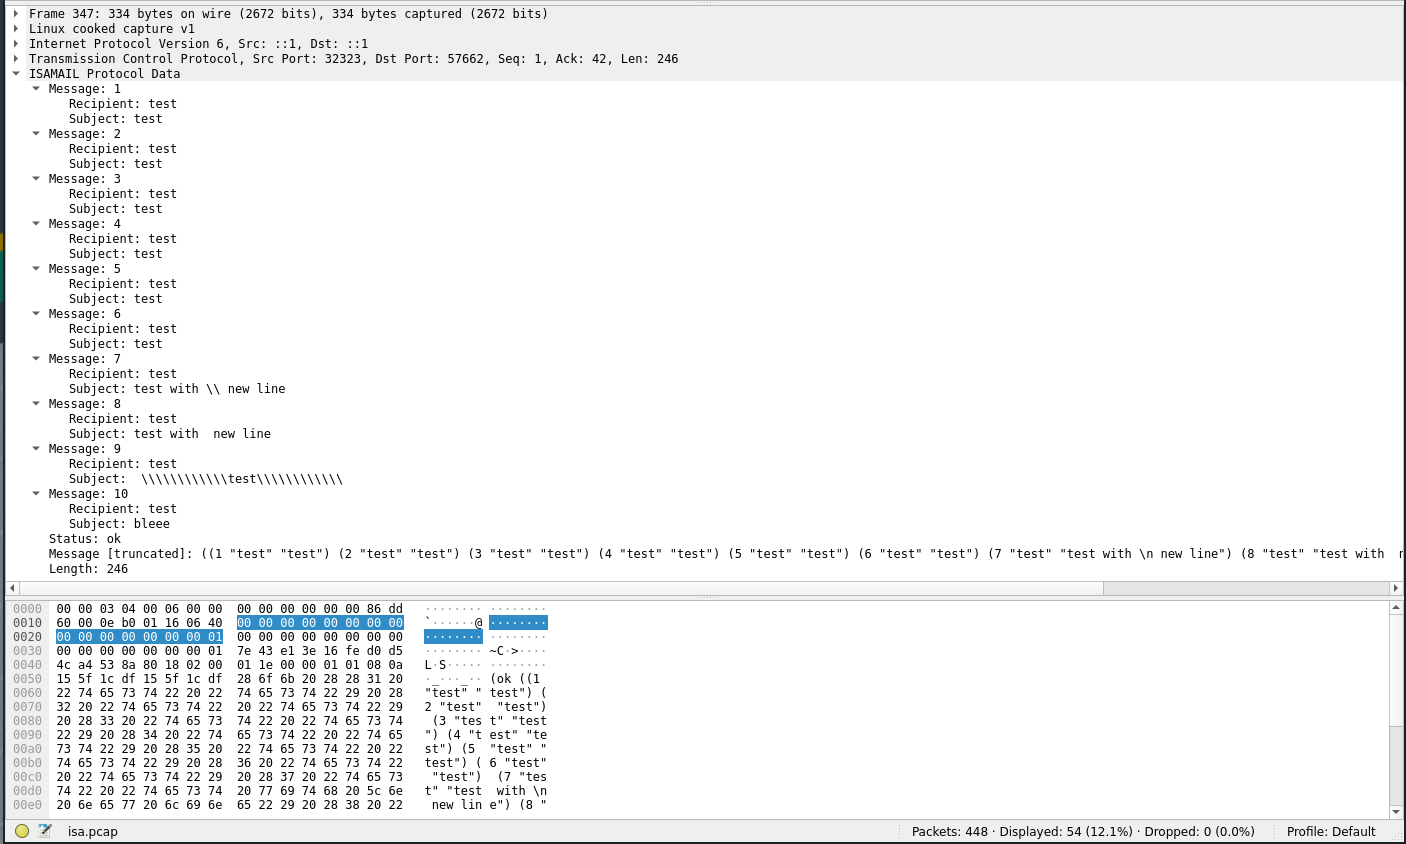 Frame 347: 334 bytes on wire (2672 bits), 334 bytes captured (2672 bits)
Linux cooked capture v1
Internet Protocol Version 6, Src: ::1, Dst: ::1
Transmission Control Protocol, Src Port: 32323, Dst Port: 57662, Seq: 1, Ack: 42, Len: 246
ISAMAIL Protocol Data
Message: 1
Recipient: test
Subject: test
Message: 2
Recipient: test
Subject: test
Message: 3
Recipient: test
Subject: test
Message: 4
Recipient: test
Subject: test
Message: 5
Recipient: test
Subject: test
Message: 6
Recipient: test
Subject: test
Message: 7
Recipient: test
Subject: test with \\ new line
Message: 8
Recipient: test
Subject: test with  new line
Message: 9
Recipient: test
Subject:  \\\\\\\\\\\\test\\\\\\\\\\\\
Message: 10
Recipient: test
Subject: bleee
Status: ok
Message [truncated]: ((1 "test" "test") (2 "test" "test") (3 "test" "test") (4 "test" "test") (5 "test" "test") (6 "test" "test") (7 "test" "test with \n new line") (8 "test" "test with
Length: 246
0000 00 00 03 04 00 06 00 00 00 00 00 00 00 00 86 dd ········ ········
0010 60 00 0e b0 01 16 06 40 00 00 00 00 00 00 00 00 `······@ ········
0020 00 00 00 00 00 00 00 01 00 00 00 00 00 00 00 00 ········ ········
0030 00 00 00 00 00 00 00 01 7e 43 e1 3e 16 fe d0 d5 ········ ~C·>····
0040 4c a4 53 8a 80 18 02 00 01 1e 00 00 01 01 08 0a L·S····· ········
0050 15 5f 1c df 15 5f 1c df 28 6f 6b 20 28 28 31 20 ·_···_·· (ok ((1
0060 22 74 65 73 74 22 20 22 74 65 73 74 22 29 20 28 "test" " test") (
0070 32 20 22 74 65 73 74 22 20 22 74 65 73 74 22 29 2 "test"  "test")
0080 20 28 33 20 22 74 65 73 74 22 20 22 74 65 73 74  (3 "tes t" "test
0090 22 29 20 28 34 20 22 74 65 73 74 22 20 22 74 65 ") (4 "t est" "te
00a0 73 74 22 29 20 28 35 20 22 74 65 73 74 22 20 22 st") (5  "test" "
00b0 74 65 73 74 22 29 20 28 36 20 22 74 65 73 74 22 test") ( 6 "test"
00c0 20 22 74 65 73 74 22 29 20 28 37 20 22 74 65 73  "test")  (7 "tes
00d0 74 22 20 22 74 65 73 74 20 77 69 74 68 20 5c 6e t" "test  with \n
00e0 20 6e 65 77 20 6c 69 6e 65 22 29 20 28 38 20 22  new lin e") (8 "
isa.pcap
Packets: 448 · Displayed: 54 (12.1%) · Dropped: 0 (0.0%)
Profile: Default